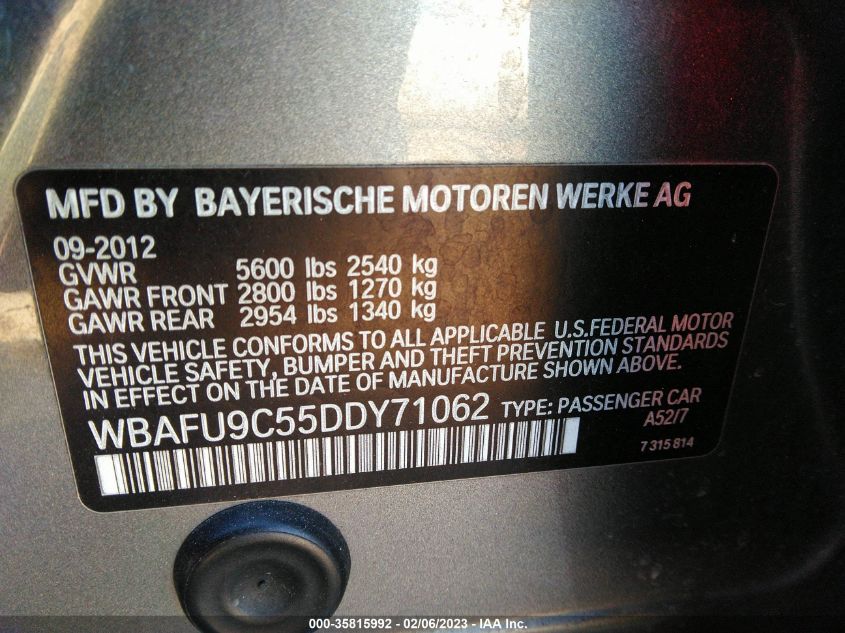 MFD BY BAYERISCHE MOTOREN WERKE AG
09-2012
GVWR 5600 lbs 2540 kg
GAWR FRONT 2800 lbs 1270 kg
GAWR REAR 2954 lbs 1340 kg
THIS VEHICLE CONFORMS TO ALL APPLICABLE U.S.FEDERAL MOTOR
VEHICLE SAFETY, BUMPER AND THEFT PREVENTION STANDARDS
IN EFFECT ON THE DATE OF MANUFACTURE SHOWN ABOVE.
WBAFU9C55DDY71062 TYPE: PASSENGER CAR
A52/7
7 315 814
000-35815992 - 02/06/2023 - IAA Inc.